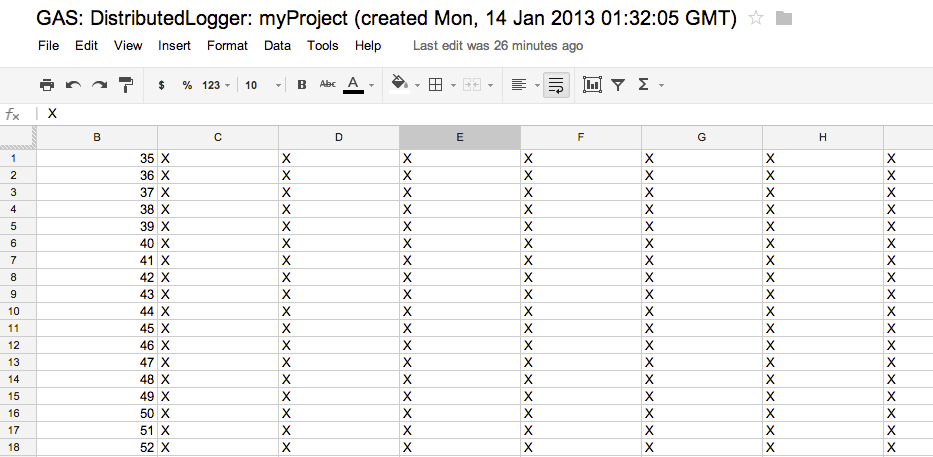 GAS: DistributedLogger: myProject (created Mon, 14 Jan 2013 01:32:05 GMT)
File Edit View Insert Format Data Tools Help Last edit was 26 minutes ago
$ % 123 10 B Abc A Σ
fx X
B C D E F G H
1 35 X X X X X X X
2 36 X X X X X X X
3 37 X X X X X X X
4 38 X X X X X X X
5 39 X X X X X X X
6 40 X X X X X X X
7 41 X X X X X X X
8 42 X X X X X X X
9 43 X X X X X X X
10 44 X X X X X X X
11 45 X X X X X X X
12 46 X X X X X X X
13 47 X X X X X X X
14 48 X X X X X X X
15 49 X X X X X X X
16 50 X X X X X X X
17 51 X X X X X X X
18 52 X X X X X X X